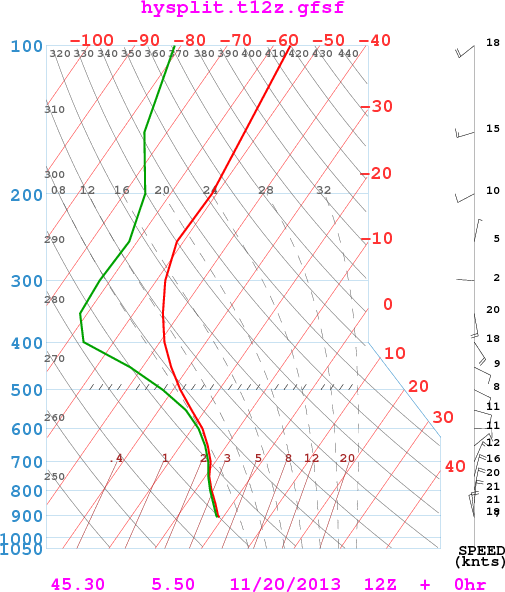 hysplit.t12z.gfsf
-100 -90 -80 -70 -60 -50 -40
100 320 330 340 350 360 370 380 390 400 410 420 430 440 18
310 -30
15
300 -20
200 08 12 16 20 24 28 32 10
290 -10 5
300 2
280 0 20
400 18
270 10 9
500 20 8
260 30 11
600 11
12
700 .4 1 2 3 5 8 12 20 40 16
250 20
800 21
21
900
1000
1050 SPEED
(knts)
45.30 5.50 11/20/2013 12Z + 0hr